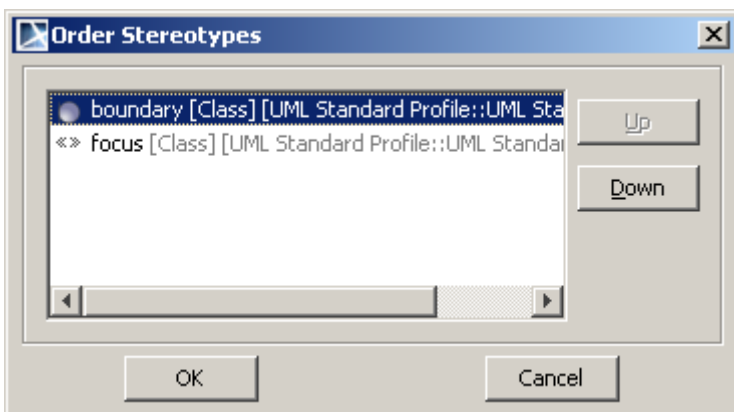 Order Stereotypes
boundary [Class] [UML Standard Profile::UML Sta
«» focus [Class] [UML Standard Profile::UML Standa
Up
Down
OK
Cancel